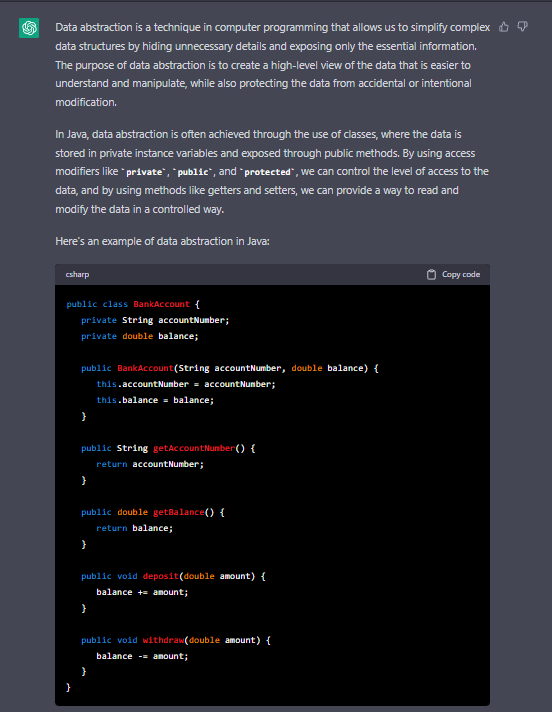 Data abstraction is a technique in computer programming that allows us to simplify complex
data structures by hiding unnecessary details and exposing only the essential information.
The purpose of data abstraction is to create a high-level view of the data that is easier to
understand and manipulate, while also protecting the data from accidental or intentional
modification.
In Java, data abstraction is often achieved through the use of classes, where the data is
stored in private instance variables and exposed through public methods. By using access
modifiers like `private`, `public`, and `protected`, we can control the level of access to the
data, and by using methods like getters and setters, we can provide a way to read and
modify the data in a controlled way.
Here's an example of data abstraction in Java:
csharp Copy code
public class BankAccount {
private String accountNumber;
private double balance;
public BankAccount(String accountNumber, double balance) {
this.accountNumber = accountNumber;
this.balance = balance;
}
public String getAccountNumber() {
return accountNumber;
}
public double getBalance() {
return balance;
}
public void deposit(double amount) {
balance += amount;
}
public void withdraw(double amount) {
balance -= amount;
}
}